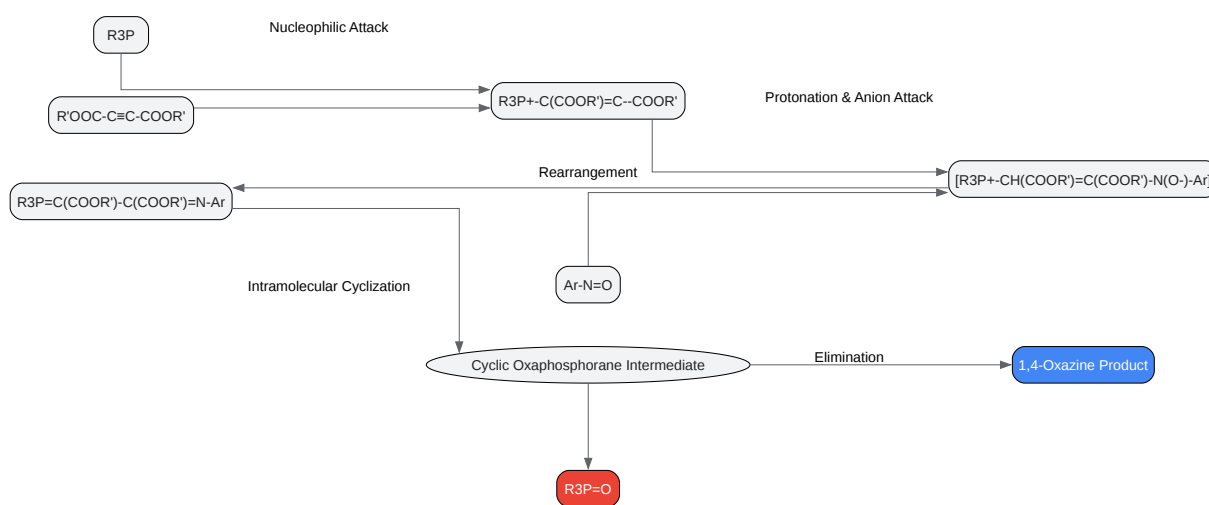 R3P
Nucleophilic Attack
R'OOC-C≡C-COOR'
R3P+-C(COOR')=C--COOR'
Protonation & Anion Attack
Rearrangement
[R3P+-CH(COOR')=C(COOR')-N(O-)-Ar]
R3P=C(COOR')-C(COOR')=N-Ar
Ar-N=O
Intramolecular Cyclization
Cyclic Oxaphosphorane Intermediate
Elimination
1,4-Oxazine Product
R3P=O